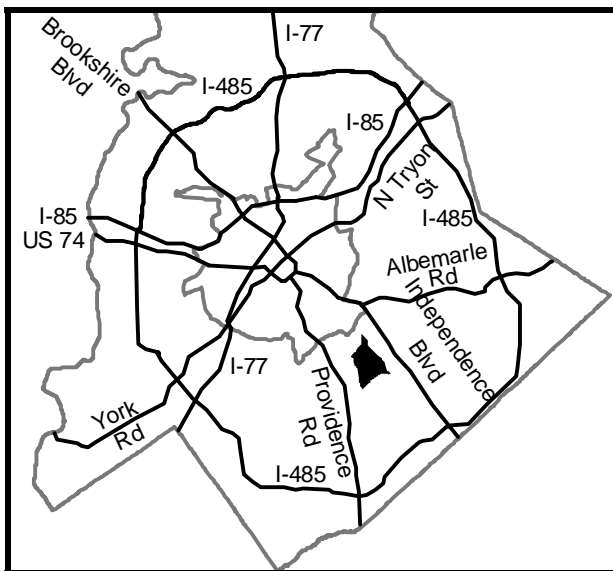 I-77
Brookshire
Blvd
I-485
I-85
N Tryon
St
I-85
US 74
I-485
Albemarle
Rd
Independence
Blvd
I-77
Providence
Rd
York
Rd
I-485